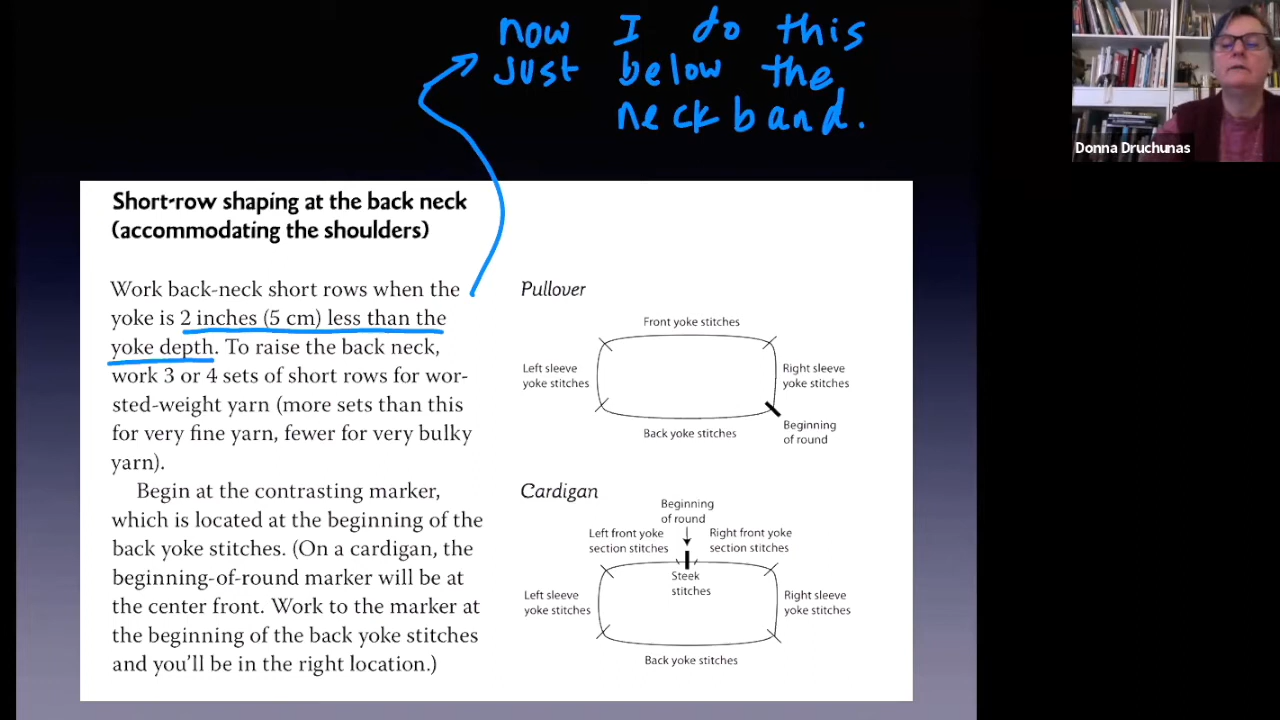 now I do this
just below the
neck band.
Donna Druchunas
Short-row shaping at the back neck
(accommodating the shoulders)
Work back-neck short rows when the
yoke is 2 inches (5 cm) less than the
yoke depth. To raise the back neck,
work 3 or 4 sets of short rows for wor-
sted-weight yarn (more sets than this
for very fine yarn, fewer for very bulky
yarn).
Begin at the contrasting marker,
which is located at the beginning of the
back yoke stitches. (On a cardigan, the
beginning-of-round marker will be at
the center front. Work to the marker at
the beginning of the back yoke stitches
and you'll be in the right location.)
Pullover
Front yoke stitches
Left sleeve
yoke stitches
Right sleeve
yoke stitches
Beginning
of round
Back yoke stitches
Cardigan
Beginning
of round
Left front yoke
section stitches
Right front yoke
section stitches
Steek
stitches
Left sleeve
yoke stitches
Right sleeve
yoke stitches
Back yoke stitches